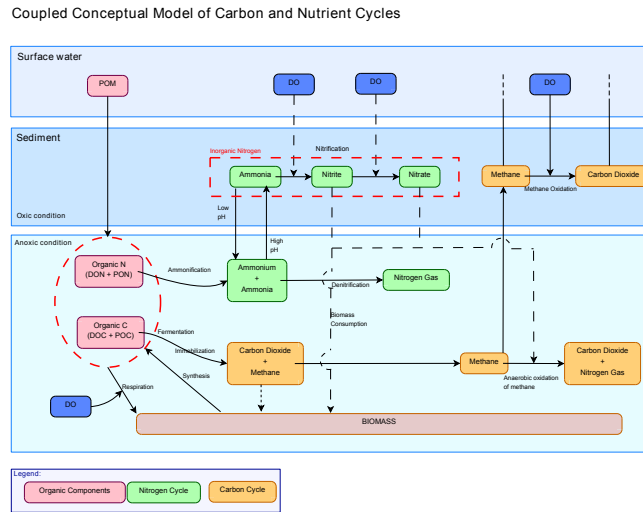 Coupled Conceptual Model of Carbon and Nutrient Cycles
Surface water
POM
DO
DO
DO
Sediment
Inorganic Nitrogen
Nitrification
Ammonia
Nitrite
Nitrate
Methane
Carbon Dioxide
Methane Oxidation
Low
pH
Oxic condition
High
pH
Anoxic condition
Organic N
(DON + PON)
Ammonification
Ammonium
+
Ammonia
Denitrification
Nitrogen Gas
Organic C
(DOC + POC)
Fermentation
Immobilization
Synthesis
Biomass
Consumption
Carbon Dioxide
+
Methane
Methane
Anaerobic oxidation
of methane
Carbon Dioxide
+
Nitrogen Gas
Respiration
DO
BIOMASS
Legend:
Organic Components
Nitrogen Cycle
Carbon Cycle